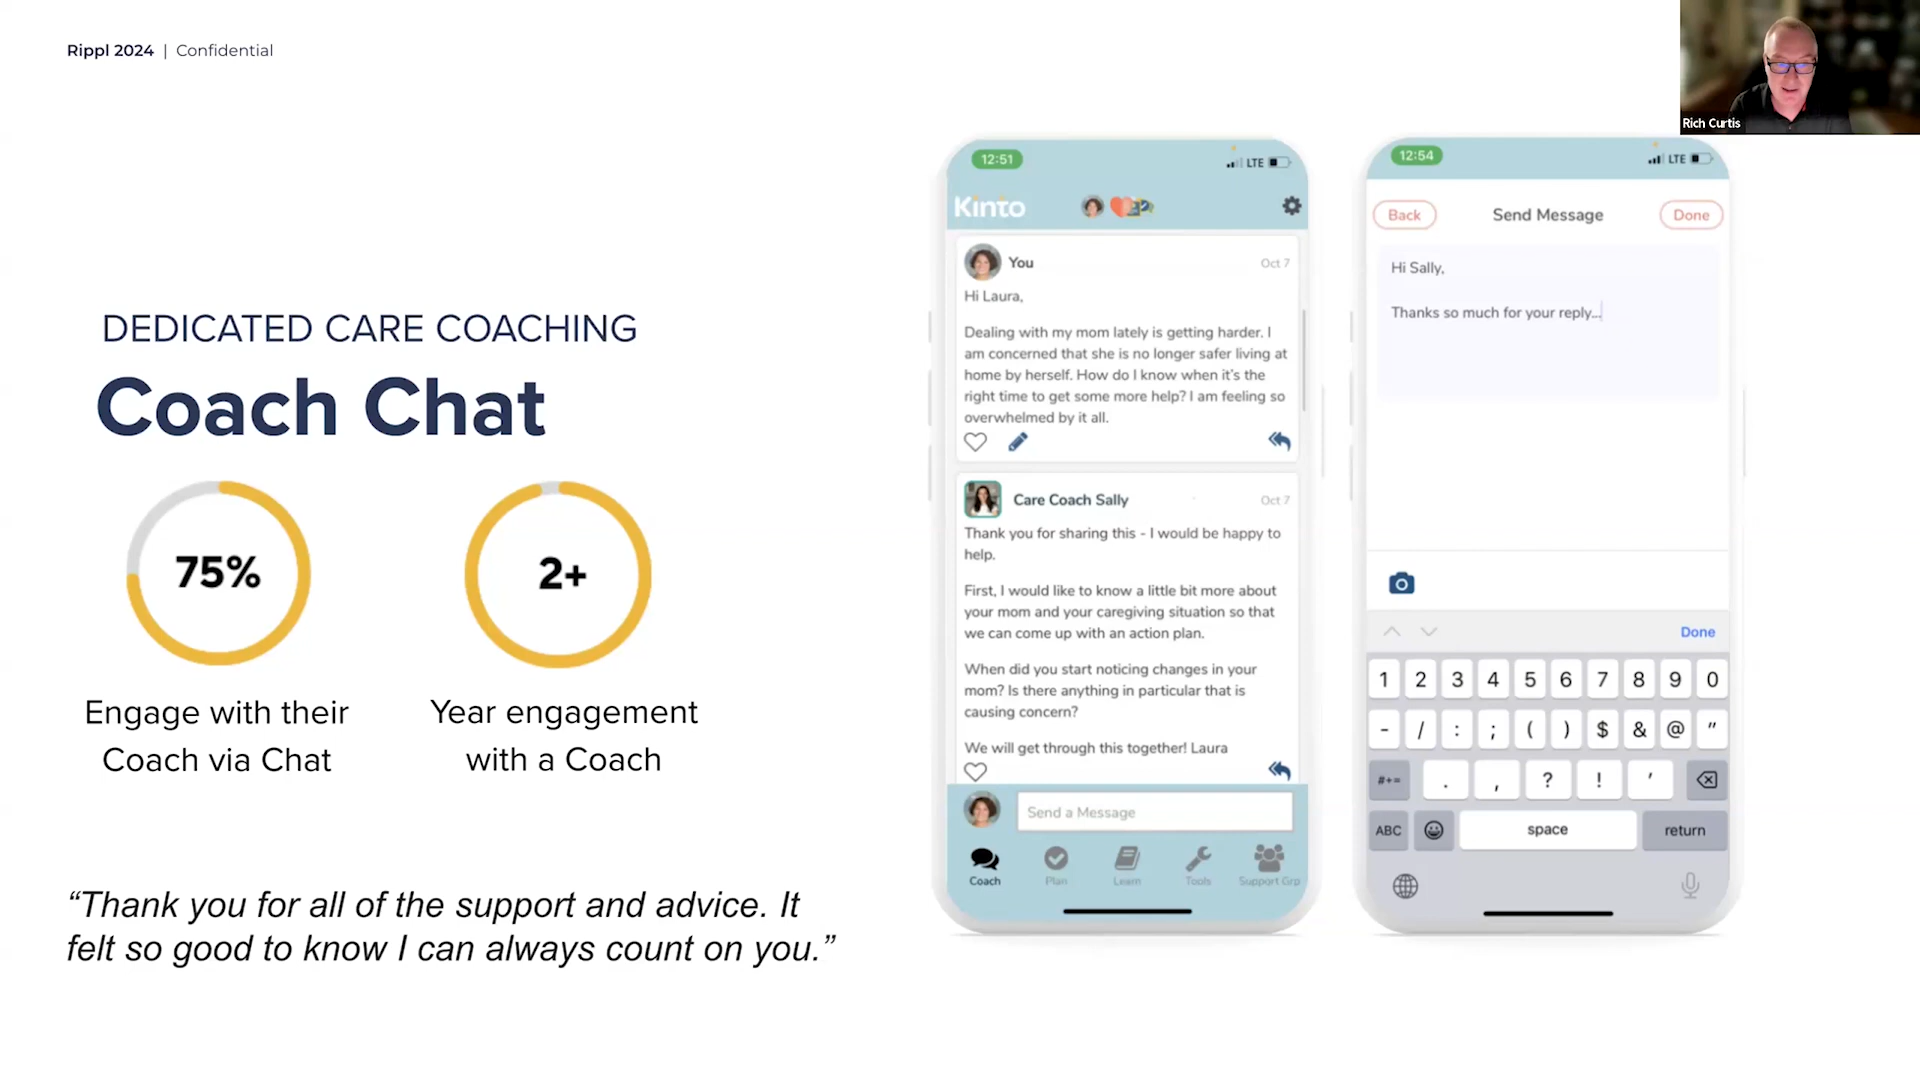 Rippl 2024 | Confidential
Rich Curtis
DEDICATED CARE COACHING
Coach Chat
75%
Engage with their
Coach via Chat
2+
Year engagement
with a Coach
“Thank you for all of the support and advice. It
felt so good to know I can always count on you.”
12:51
LTE
Kinto
You
Oct 7
Hi Laura,
Dealing with my mom lately is getting harder. I
am concerned that she is no longer safer living at
home by herself. How do I know when it’s the
right time to get some more help? I am feeling so
overwhelmed by it all.
Care Coach Sally
Oct 7
Thank you for sharing this - I would be happy to
help.
First, I would like to know a little bit more about
your mom and your caregiving situation so that
we can come up with an action plan.
When did you start noticing changes in your
mom? Is there anything in particular that is
causing concern?
We will get through this together! Laura
Send a Message
Coach Plan Learn Tools Support Grp
12:54
LTE
Back Send Message Done
Hi Sally,
Thanks so much for your reply...
Done
1 2 3 4 5 6 7 8 9 0
- / : ; ( ) $ & @ "
#+= . , ? ! '
ABC space return